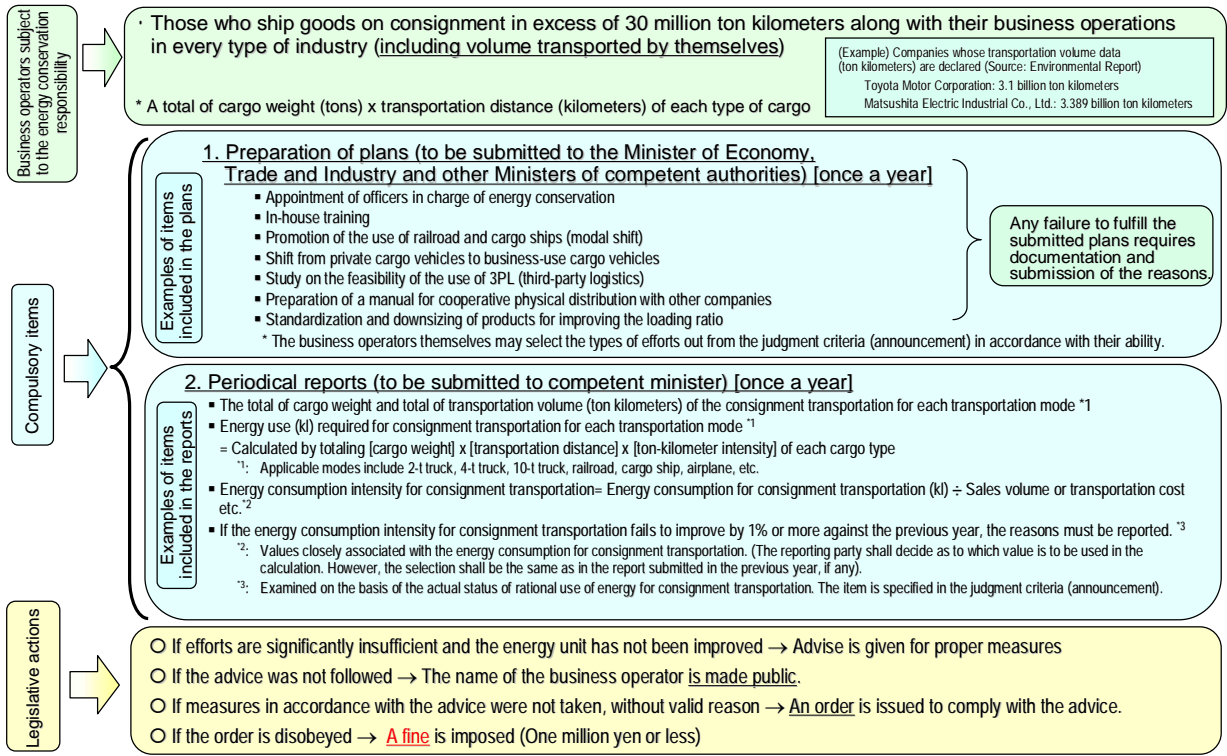 Business operators subject
to the energy conservation
responsibility
· Those who ship goods on consignment in excess of 30 million ton kilometers along with their business operations
in every type of industry (including volume transported by themselves)
(Example) Companies whose transportation volume data
(ton kilometers) are declared (Source: Environmental Report)
Toyota Motor Corporation: 3.1 billion ton kilometers
Matsushita Electric Industrial Co., Ltd.: 3.389 billion ton kilometers
* A total of cargo weight (tons) x transportation distance (kilometers) of each type of cargo
Compulsory items
1. Preparation of plans (to be submitted to the Minister of Economy,
Trade and Industry and other Ministers of competent authorities) [once a year]
Examples of items
included in the plans
▪ Appointment of officers in charge of energy conservation
▪ In-house training
▪ Promotion of the use of railroad and cargo ships (modal shift)
▪ Shift from private cargo vehicles to business-use cargo vehicles
▪ Study on the feasibility of the use of 3PL (third-party logistics)
▪ Preparation of a manual for cooperative physical distribution with other companies
▪ Standardization and downsizing of products for improving the loading ratio
* The business operators themselves may select the types of efforts out from the judgment criteria (announcement) in accordance with their ability.
Any failure to fulfill the
submitted plans requires
documentation and
submission of the reasons.
2. Periodical reports (to be submitted to competent minister) [once a year]
Examples of items
included in the reports
▪ The total of cargo weight and total of transportation volume (ton kilometers) of the consignment transportation for each transportation mode *1
▪ Energy use (kl) required for consignment transportation for each transportation mode *1
= Calculated by totaling [cargo weight] x [transportation distance] x [ton-kilometer intensity] of each cargo type
*1: Applicable modes include 2-t truck, 4-t truck, 10-t truck, railroad, cargo ship, airplane, etc.
▪ Energy consumption intensity for consignment transportation= Energy consumption for consignment transportation (kl) ÷ Sales volume or transportation cost
etc.*2
▪ If the energy consumption intensity for consignment transportation fails to improve by 1% or more against the previous year, the reasons must be reported. *3
*2: Values closely associated with the energy consumption for consignment transportation. (The reporting party shall decide as to which value is to be used in the
calculation. However, the selection shall be the same as in the report submitted in the previous year, if any).
*3: Examined on the basis of the actual status of rational use of energy for consignment transportation. The item is specified in the judgment criteria (announcement).
Legislative actions
○ If efforts are significantly insufficient and the energy unit has not been improved → Advise is given for proper measures
○ If the advice was not followed → The name of the business operator is made public.
○ If measures in accordance with the advice were not taken, without valid reason → An order is issued to comply with the advice.
○ If the order is disobeyed → A fine is imposed (One million yen or less)